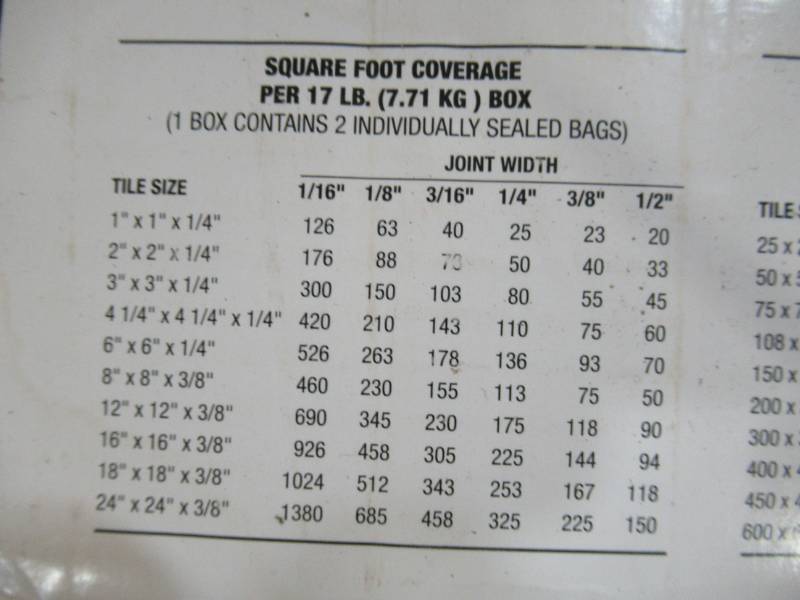 SQUARE FOOT COVERAGE
PER 17 LB. (7.71 KG ) BOX
(1 BOX CONTAINS 2 INDIVIDUALLY SEALED BAGS)
JOINT WIDTH
TILE SIZE 1/16" 1/8" 3/16" 1/4" 3/8" 1/2"
1" x 1" x 1/4" 126 63 40 25 23 20
2" x 2" x 1/4" 176 88 50 40 33
3" x 3" x 1/4" 300 150 103 80 55 45
4 1/4" x 4 1/4" x 1/4" 420 210 143 110 75 60
6" x 6" x 1/4" 526 263 178 136 93 70
8" x 8" x 3/8" 460 230 155 113 75 50
12" x 12" x 3/8" 690 345 230 175 118 90
16" x 16" x 3/8" 926 458 305 225 144 94
18" x 18" x 3/8" 1024 512 343 253 167 118
24" x 24" x 3/8" 1380 685 458 325 225 150
TILE
25 x
50 x
75 x
108 x
150 x
200 x
300 x
400 x
450 x
600 x